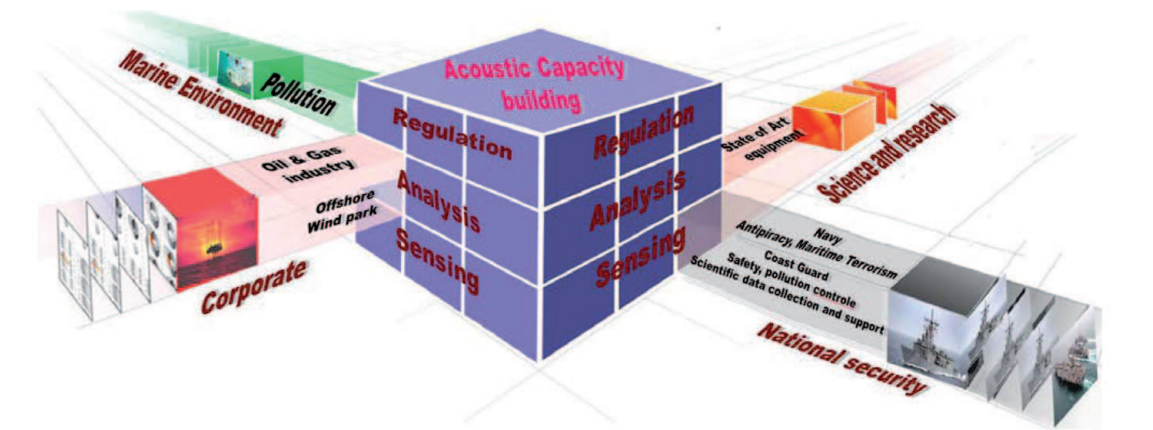 Acoustic Capacity
building
Regulation
Analysis
Sensing
Regulation
Analysis
Sensing
Marine Environment
Pollution
Oil & Gas
industry
Offshore
Wind park
Corporate
State of Art
equipment
Science and research
Navy
Antipiracy, Maritime Terrorism
Coast Guard
Safety, pollution controle
Scientific data collection and support
National security